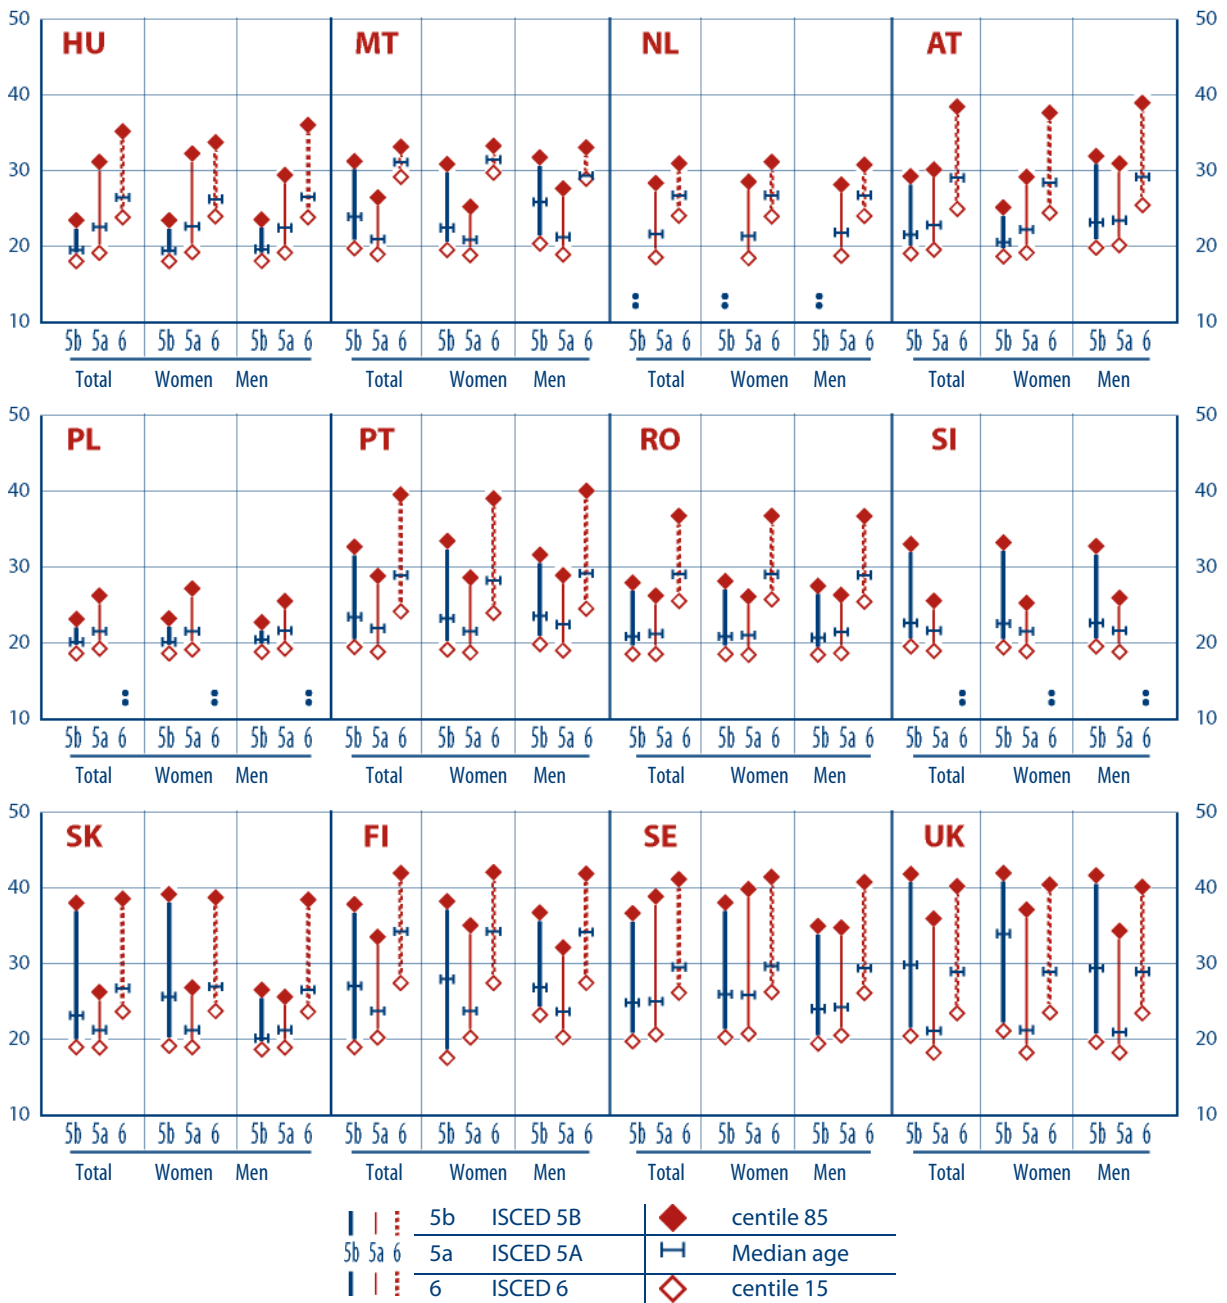 50 50
HU MT NL AT
40 40
30 30
20 20
: : :
10 10
5b 5a 6 5b 5a 6 5b 5a 6 5b 5a 6 5b 5a 6 5b 5a 6 5b 5a 6 5b 5a 6 5b 5a 6 5b 5a 6 5b 5a 6 5b 5a 6
Total Women Men Total Women Men Total Women Men Total Women Men
50 50
PL PT RO SI
40 40
30 30
20 20
: : : : : :
10 10
5b 5a 6 5b 5a 6 5b 5a 6 5b 5a 6 5b 5a 6 5b 5a 6 5b 5a 6 5b 5a 6 5b 5a 6 5b 5a 6 5b 5a 6 5b 5a 6
Total Women Men Total Women Men Total Women Men Total Women Men
50 50
SK FI SE UK
40 40
30 30
20 20
10 10
5b 5a 6 5b 5a 6 5b 5a 6 5b 5a 6 5b 5a 6 5b 5a 6 5b 5a 6 5b 5a 6 5b 5a 6 5b 5a 6 5b 5a 6 5b 5a 6
Total Women Men Total Women Men Total Women Men Total Women Men
5b ISCED 5B centile 85
5b 5a 6 5a ISCED 5A Median age
6 ISCED 6 centile 15